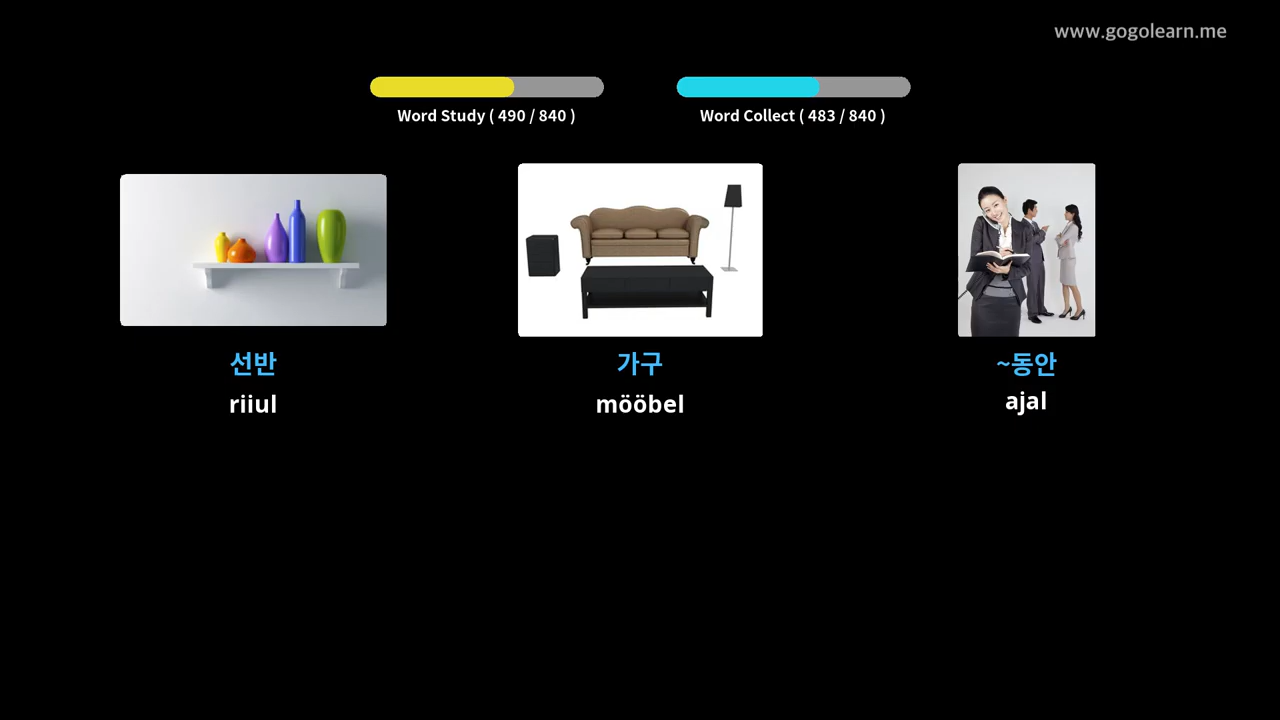 www.gogolearn.me
Word Study ( 490 / 840 )
Word Collect ( 483 / 840 )
선반
riiul
가구
mööbel
~동안
ajal